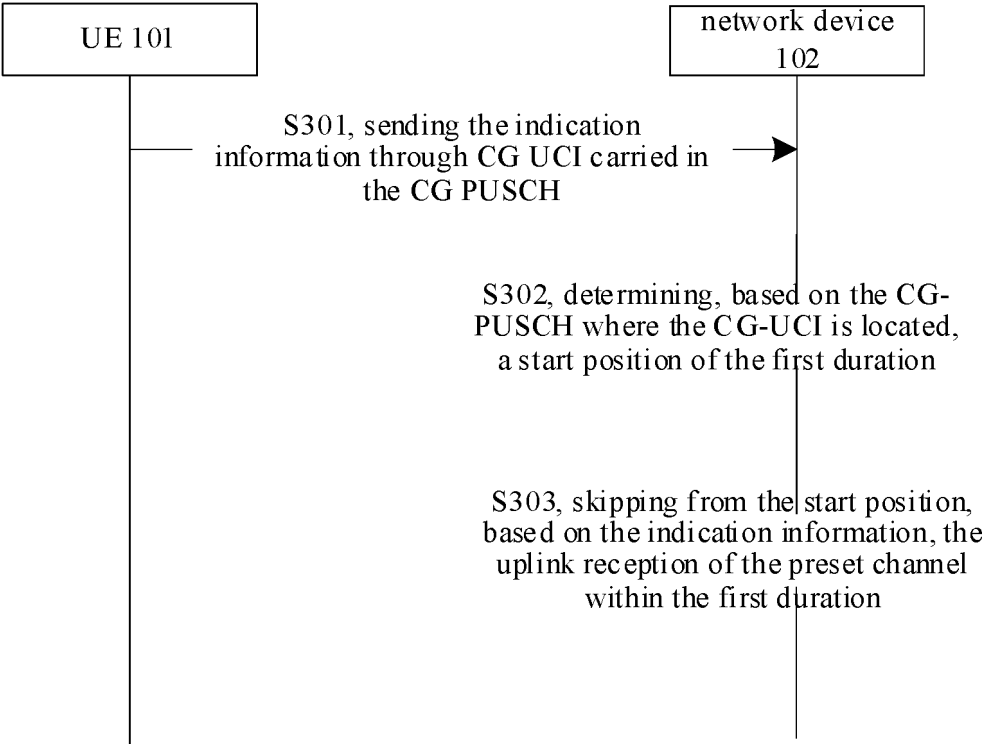 UE 101
network device
102
S301, sending the indication
information through CG UCI carried in
the CG PUSCH
S302, determining, based on the CG-
PUSCH where the CG-UCI is located,
a start position of the first duration
S303, skipping from the start position,
based on the indication information, the
uplink reception of the preset channel
within the first duration